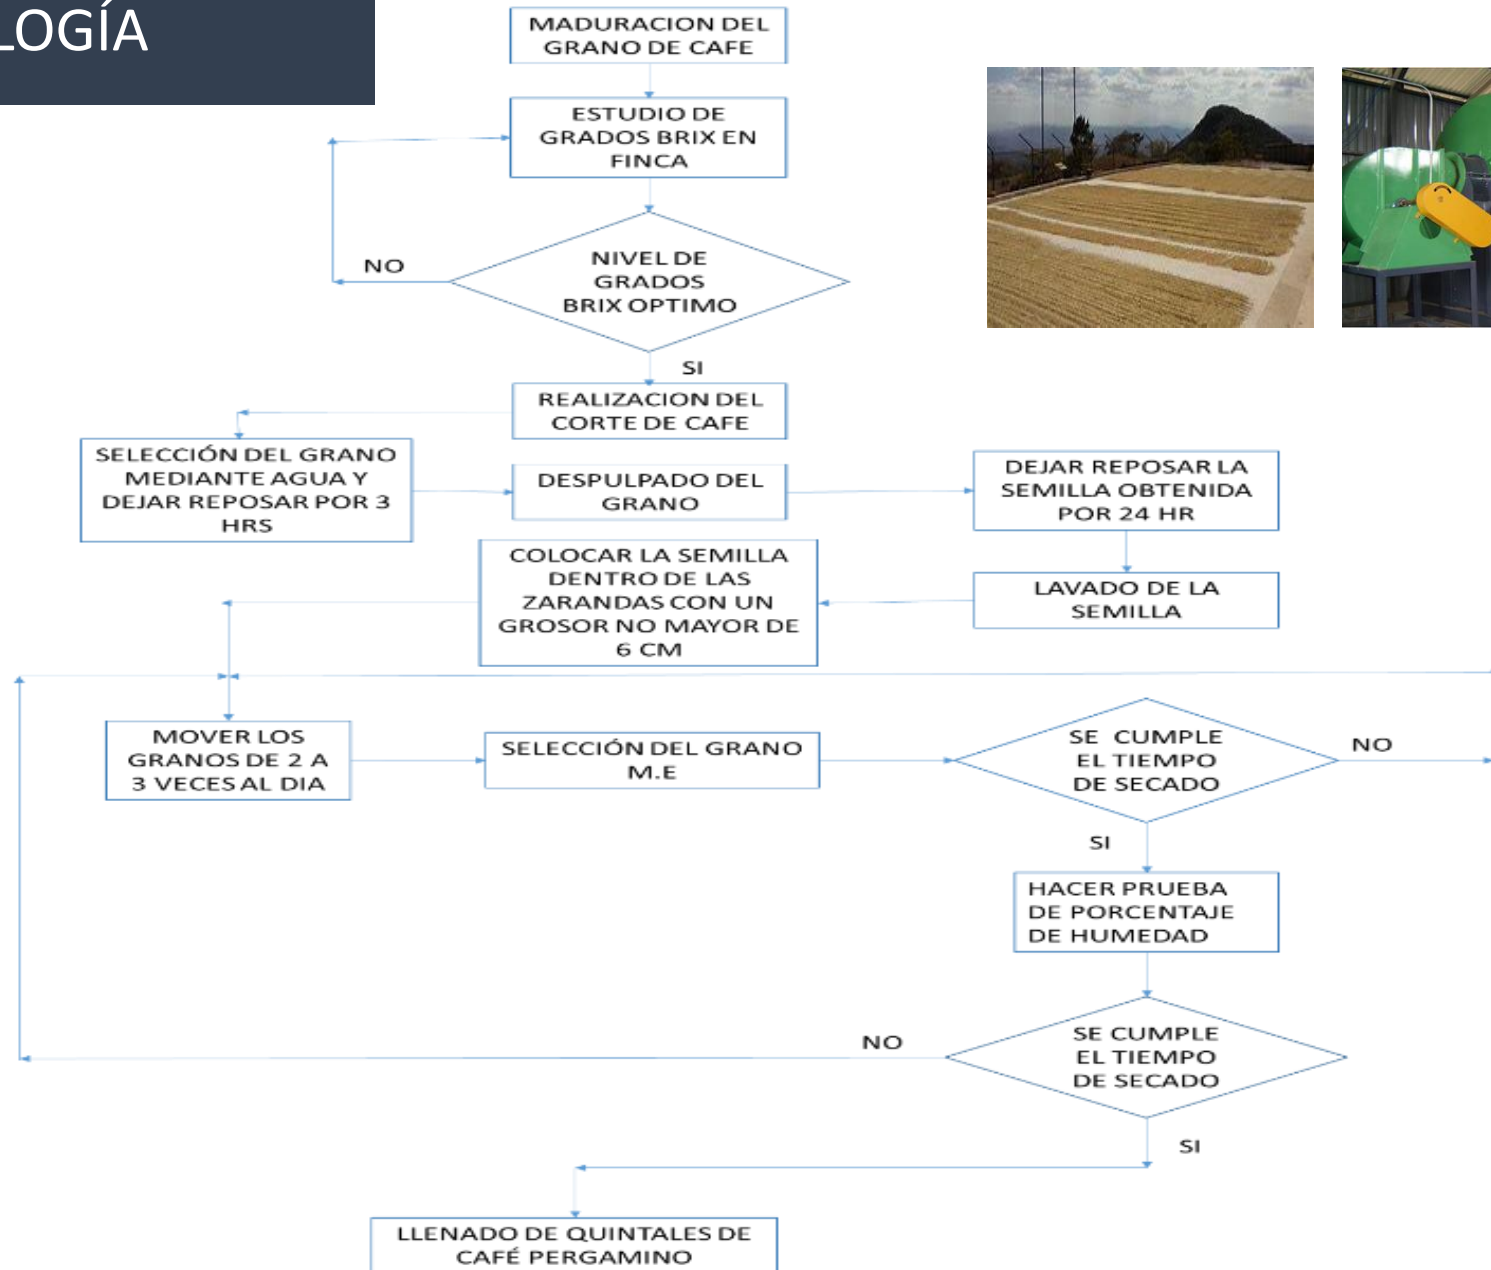 LOGÍA
MADURACION DEL
GRANO DE CAFE
ESTUDIO DE
GRADOS BRIX EN
FINCA
NIVEL DE
GRADOS
BRIX OPTIMO
NO
SI
REALIZACION DEL
CORTE DE CAFE
SELECCIÓN DEL GRANO
MEDIANTE AGUA Y
DEJAR REPOSAR POR 3
HRS
DESPULPADO DEL
GRANO
DEJAR REPOSAR LA
SEMILLA OBTENIDA
POR 24 HR
LAVADO DE LA
SEMILLA
COLOCAR LA SEMILLA
DENTRO DE LAS
ZARANDAS CON UN
GROSOR NO MAYOR DE
6 CM
MOVER LOS
GRANOS DE 2 A
3 VECES AL DIA
SELECCIÓN DEL GRANO
M.E
SE  CUMPLE
EL TIEMPO
DE SECADO
NO
SI
HACER PRUEBA
DE PORCENTAJE
DE HUMEDAD
SE CUMPLE
EL TIEMPO
DE SECADO
NO
SI
LLENADO DE QUINTALES DE
CAFÉ PERGAMINO